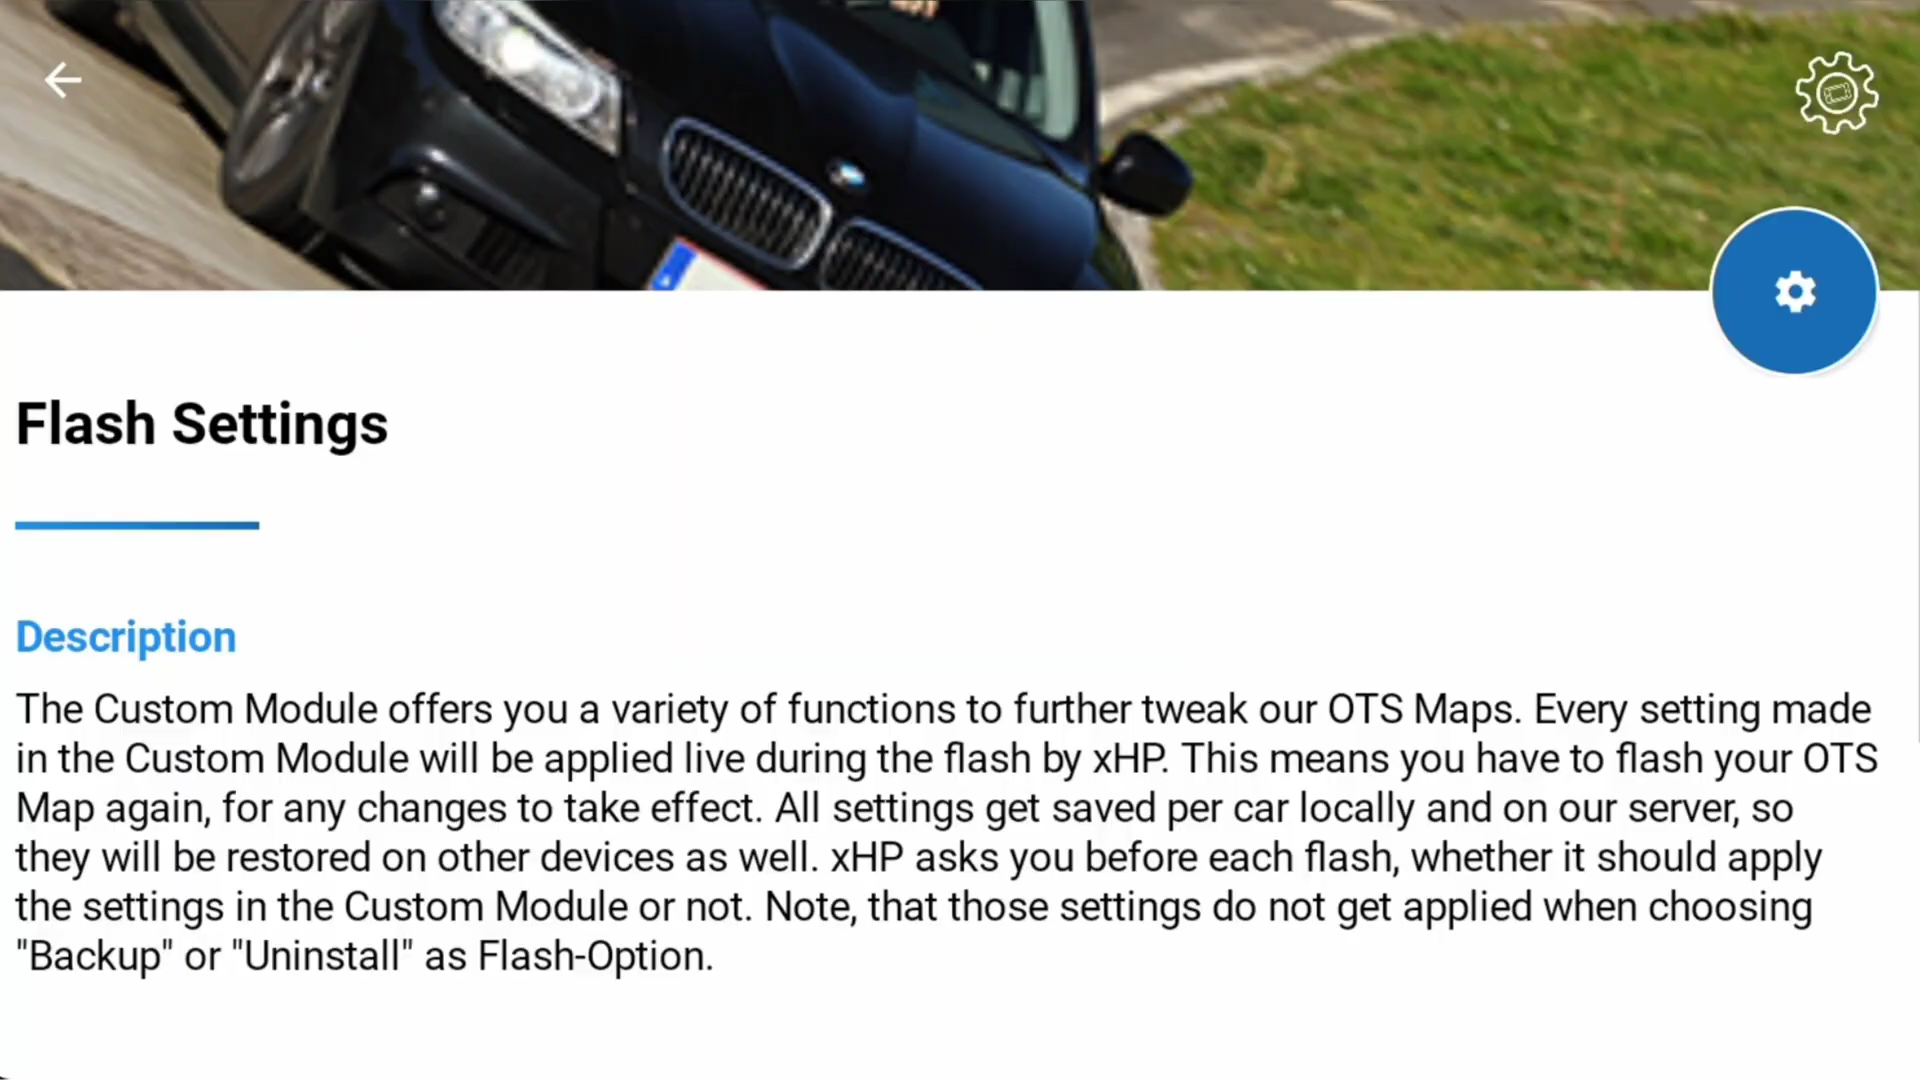 Flash Settings
Description
The Custom Module offers you a variety of functions to further tweak our OTS Maps. Every setting made
in the Custom Module will be applied live during the flash by xHP. This means you have to flash your OTS
Map again, for any changes to take effect. All settings get saved per car locally and on our server, so
they will be restored on other devices as well. xHP asks you before each flash, whether it should apply
the settings in the Custom Module or not. Note, that those settings do not get applied when choosing
"Backup" or "Uninstall" as Flash-Option.